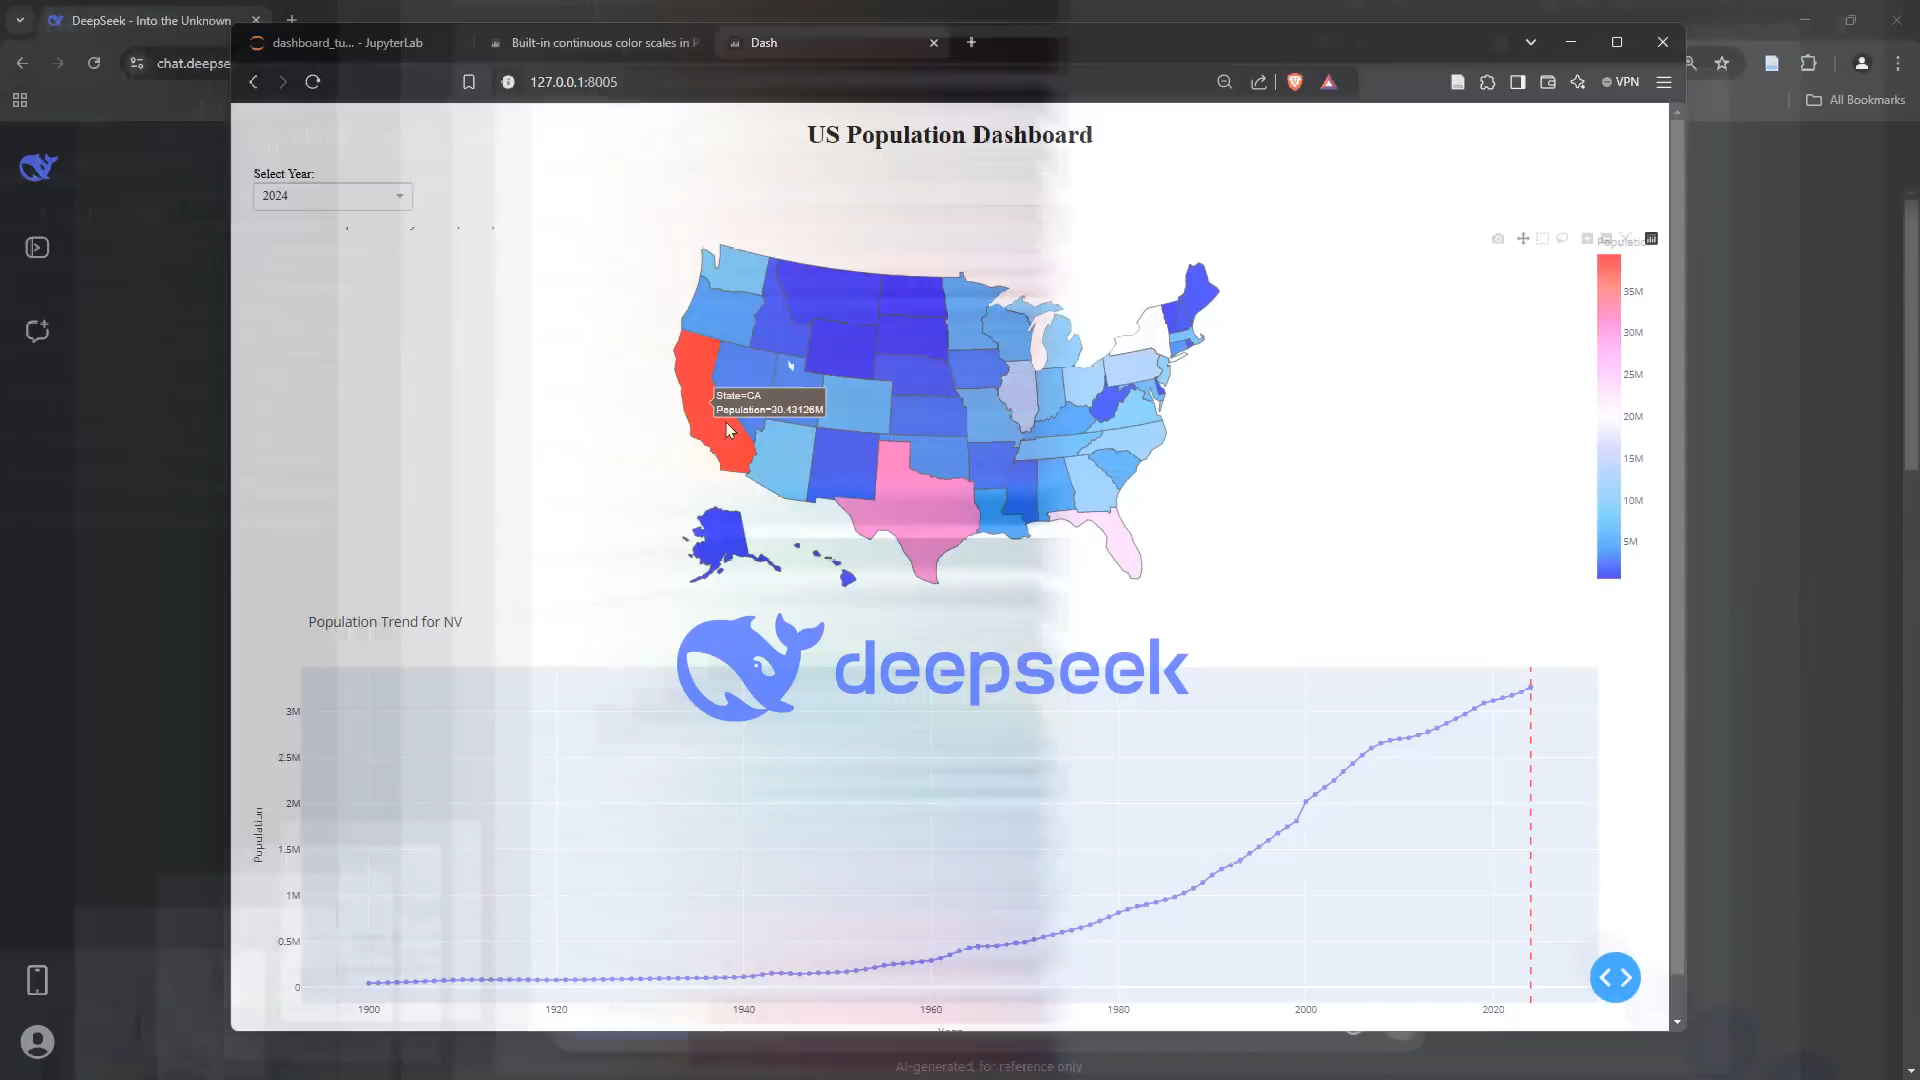 DeepSeek - Into the Unknown
dashboard_tu... - JupyterLab
Built-in continuous color scales in P
Dash
chat.deepse
127.0.0.1:8005
VPN
All Bookmarks
US Population Dashboard
Select Year:
2024
Population
35M
30M
25M
20M
15M
10M
5M
State=CA
Population=39.43126M
Population Trend for NV
deepseek
3M
2.5M
2M
1.5M
1M
0.5M
0
Population
1900
1920
1940
1960
1980
2000
2020
Year
AI-generated, for reference only